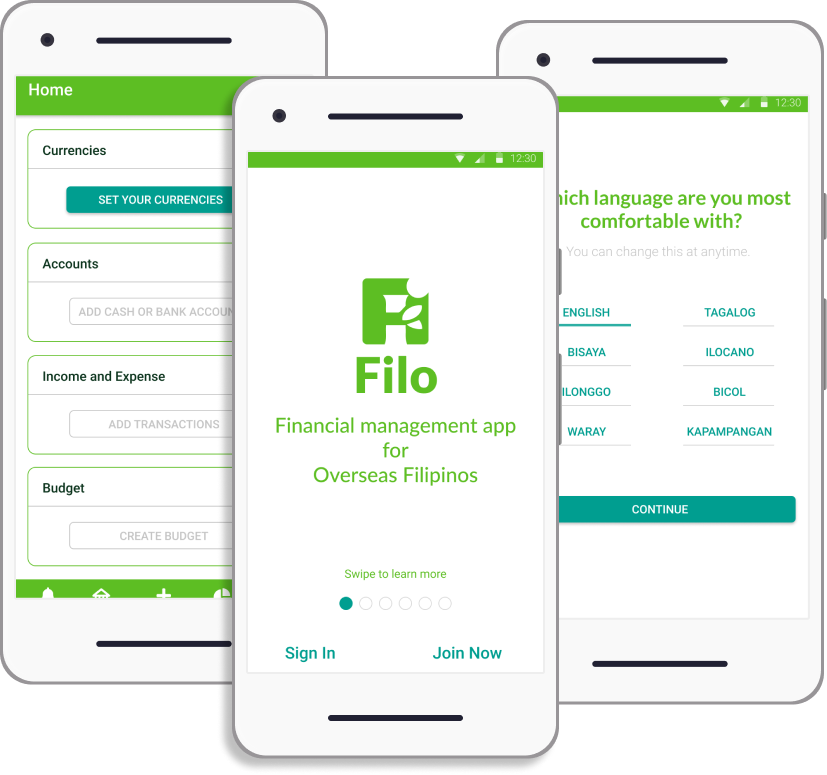 Home
Currencies
SET YOUR CURRENCIES
Accounts
ADD CASH OR BANK
Income and Expense
ADD TRANSACTIONS
Budget
CREATE BUDGET
12:30
Filo
Financial management app
for
Overseas Filipinos
Swipe to learn more
Sign In
Join Now
12:30
language are you most
comfortable with?
You can change this at anytime.
ENGLISH
TAGALOG
BISAYA
ILOCANO
ILONGGO
BICOL
WARAY
KAPAMPANGAN
CONTINUE